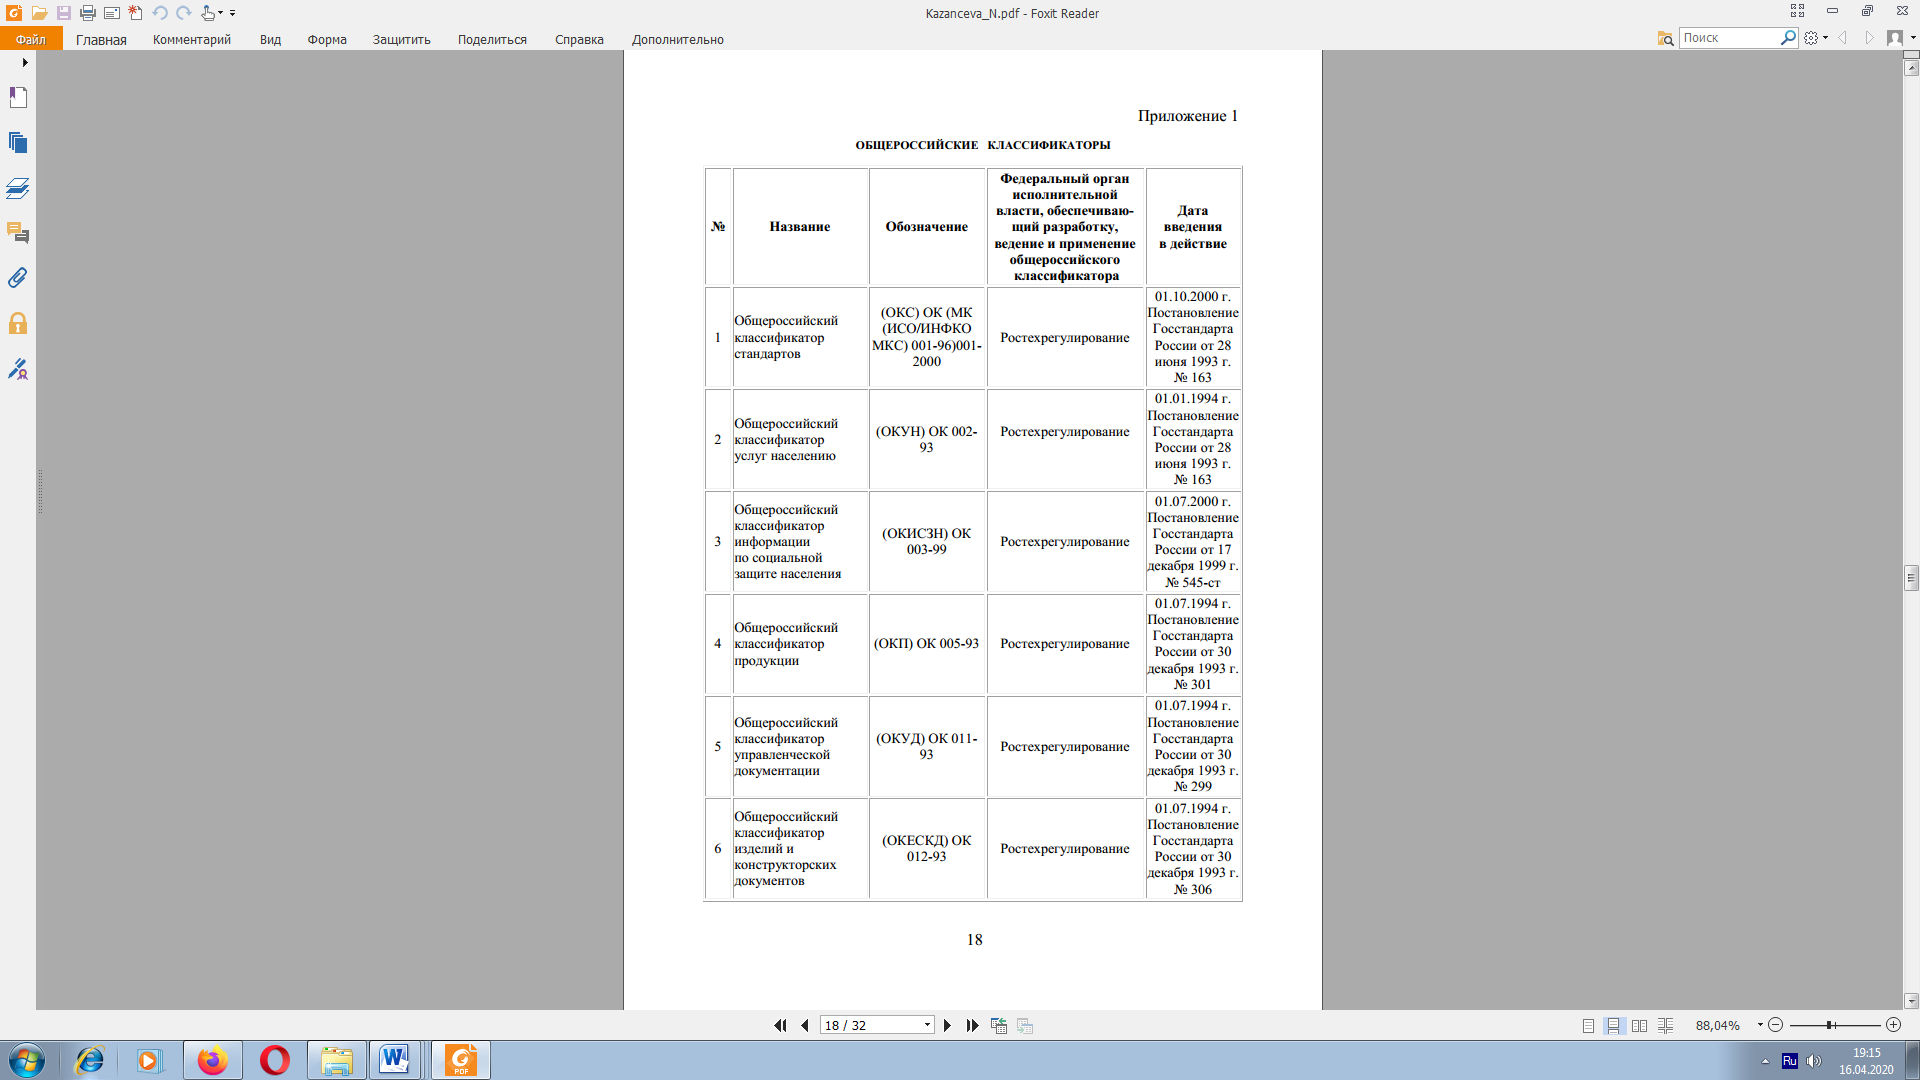 Kazanceva_N.pdf - Foxit Reader
Файл
Главная
Комментарий
Вид
Форма
Защитить
Поделиться
Справка
Дополнительно
Поиск
Приложение 1
ОБЩЕРОССИЙСКИЕ КЛАССИФИКАТОРЫ
№
Название
Обозначение
Федеральный орган
исполнительной
власти, обеспечиваю-
щий разработку,
ведение и применение
общероссийского
классификатора
Дата
введения
в действие
1
Общероссийский
классификатор
стандартов
(ОКС) ОК (МК
(ИСО/ИНФКО
МКС) 001-96)001-
2000
Ростехрегулирование
01.10.2000 г.
Постановление
Госстандарта
России от 28
июня 1993 г.
№ 163
2
Общероссийский
классификатор
услуг населению
(ОКУН) ОК 002-
93
Ростехрегулирование
01.01.1994 г.
Постановление
Госстандарта
России от 28
июня 1993 г.
№ 163
3
Общероссийский
классификатор
информации
по социальной
защите населения
(ОКИСЗН) ОК
003-99
Ростехрегулирование
01.07.2000 г.
Постановление
Госстандарта
России от 17
декабря 1999 г.
№ 545-ст
4
Общероссийский
классификатор
продукции
(ОКП) ОК 005-93
Ростехрегулирование
01.07.1994 г.
Постановление
Госстандарта
России от 30
декабря 1993 г.
№ 301
5
Общероссийский
классификатор
управленческой
документации
(ОКУД) ОК 011-
93
Ростехрегулирование
01.07.1994 г.
Постановление
Госстандарта
России от 30
декабря 1993 г.
№ 299
6
Общероссийский
классификатор
изделий и
конструкторских
документов
(ОКЕСКД) ОК
012-93
Ростехрегулирование
01.07.1994 г.
Постановление
Госстандарта
России от 30
декабря 1993 г.
№ 306
18
18 / 32
88,04%
PDF
Ru
19:15
16.04.2020